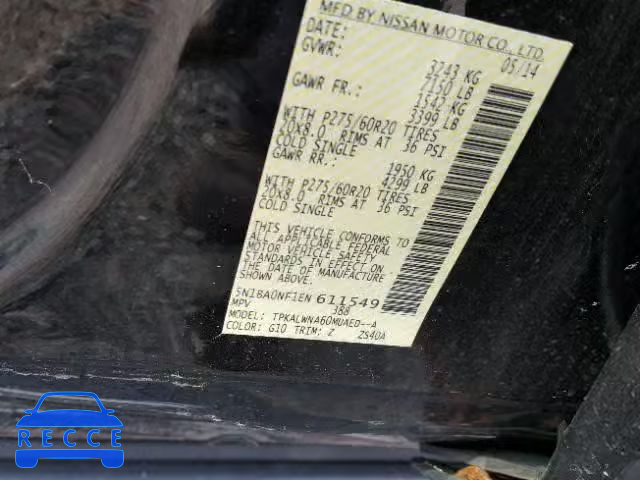 MFD BY NISSAN MOTOR CO., LTD.
DATE: 05/14
GVWR: 3243 KG
7150 LB
GAWR FR.: 1542 KG
3399 LB
WITH P275/60R20 TIRES
20X8.0 RIMS AT 36 PSI
COLD SINGLE
GAWR RR.: 1950 KG
4299 LB
WITH P275/60R20 TIRES
20X8.0 RIMS AT 36 PSI
COLD SINGLE
THIS VEHICLE CONFORMS TO
ALL APPLICABLE FEDERAL
MOTOR VEHICLE SAFETY
STANDARDS IN EFFECT ON
THE DATE OF MANUFACTURE
SHOWN ABOVE.
5N1BA0NF1EN 611549
MPV 388
MODEL: TPKALWNA60MUAED--A
COLOR: G10 TRIM: Z 2S40A
RECCE